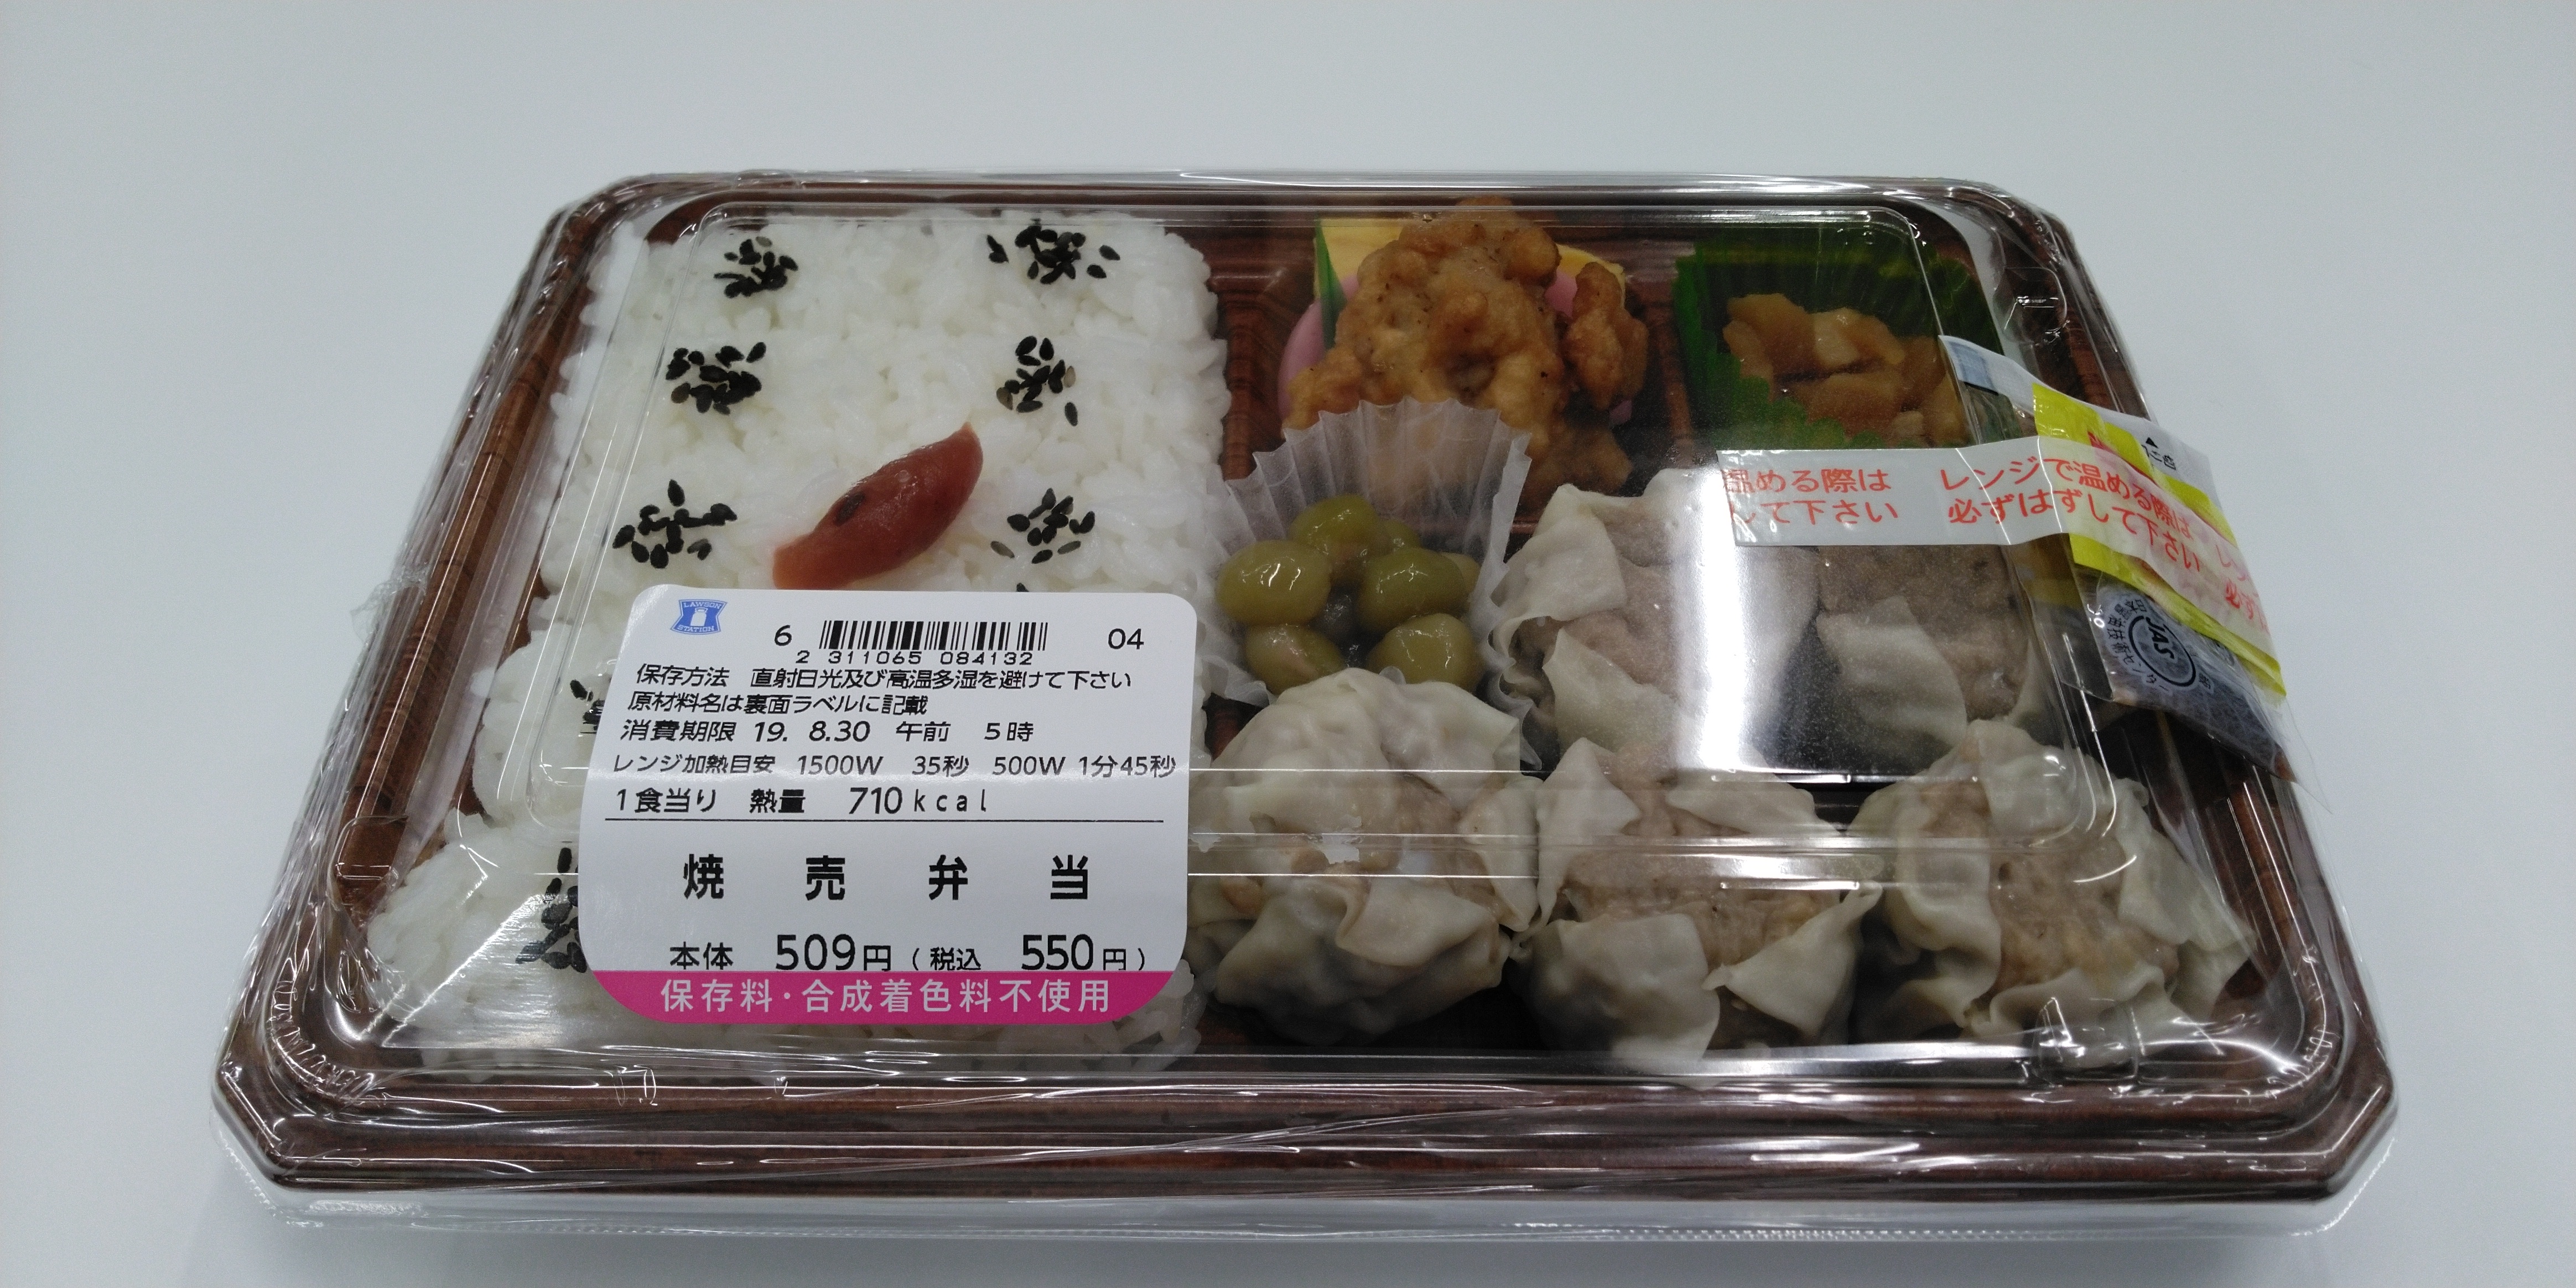 LAWSON
STATION
6 04
2 311065 084132
保存方法 直射日光及び高温多湿を避けて下さい
原材料名は裏面ラベルに記載
消費期限 19. 8.30 午前 5時
レンジ加熱目安 1500W 35秒 500W 1分45秒
1食当り 熱量 710kcal
焼売弁当
本体 509円(税込 550円)
保存料・合成着色料不使用
温める際は レンジで温める際は レン
して下さい 必ずはずして下さい 必ず
JAS